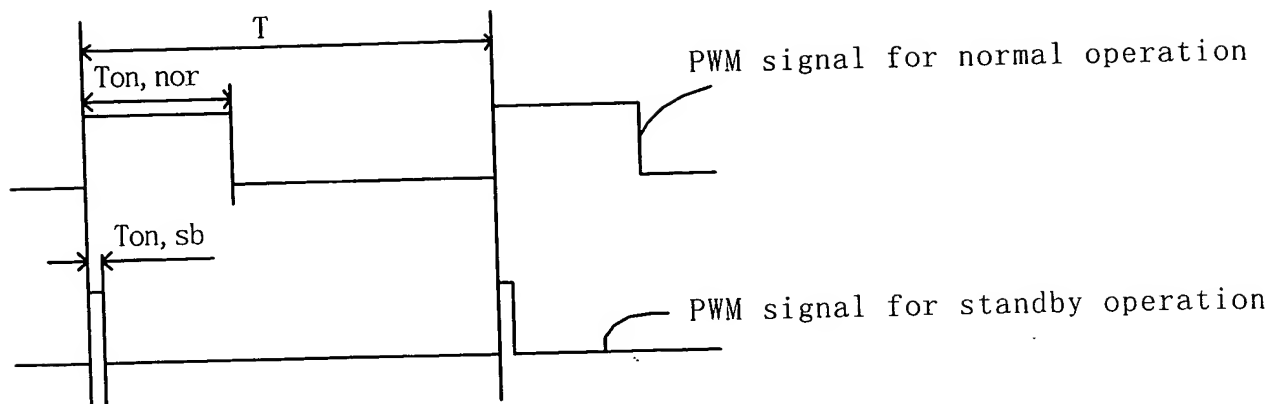 T
Ton, nor
PWM signal for normal operation
Ton, sb
PWM signal for standby operation